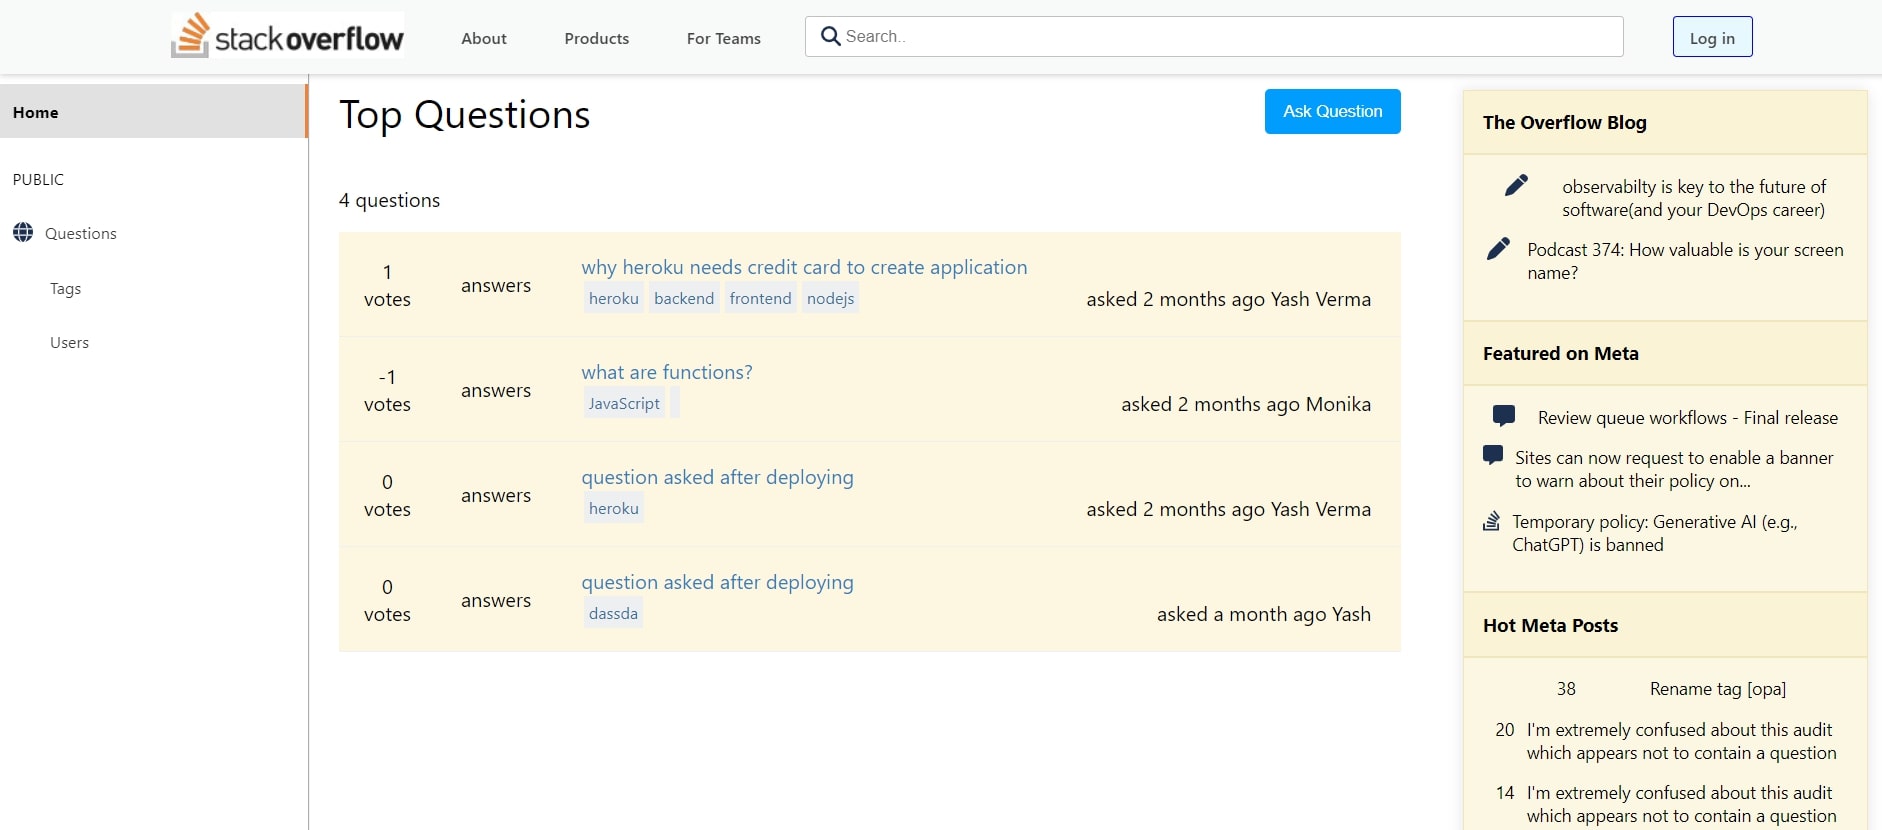 stackoverflow
About
Products
For Teams
Search..
Log in
Home
PUBLIC
Questions
Tags
Users
Top Questions
Ask Question
4 questions
1
votes
answers
why heroku needs credit card to create application
heroku backend frontend nodejs
asked 2 months ago Yash Verma
-1
votes
answers
what are functions?
JavaScript
asked 2 months ago Monika
0
votes
answers
question asked after deploying
heroku
asked 2 months ago Yash Verma
0
votes
answers
question asked after deploying
dassda
asked a month ago Yash
The Overflow Blog
observabilty is key to the future of
software(and your DevOps career)
Podcast 374: How valuable is your screen
name?
Featured on Meta
Review queue workflows - Final release
Sites can now request to enable a banner
to warn about their policy on...
Temporary policy: Generative AI (e.g.,
ChatGPT) is banned
Hot Meta Posts
38 Rename tag [opa]
20 I'm extremely confused about this audit
which appears not to contain a question
14 I'm extremely confused about this audit
which appears not to contain a question